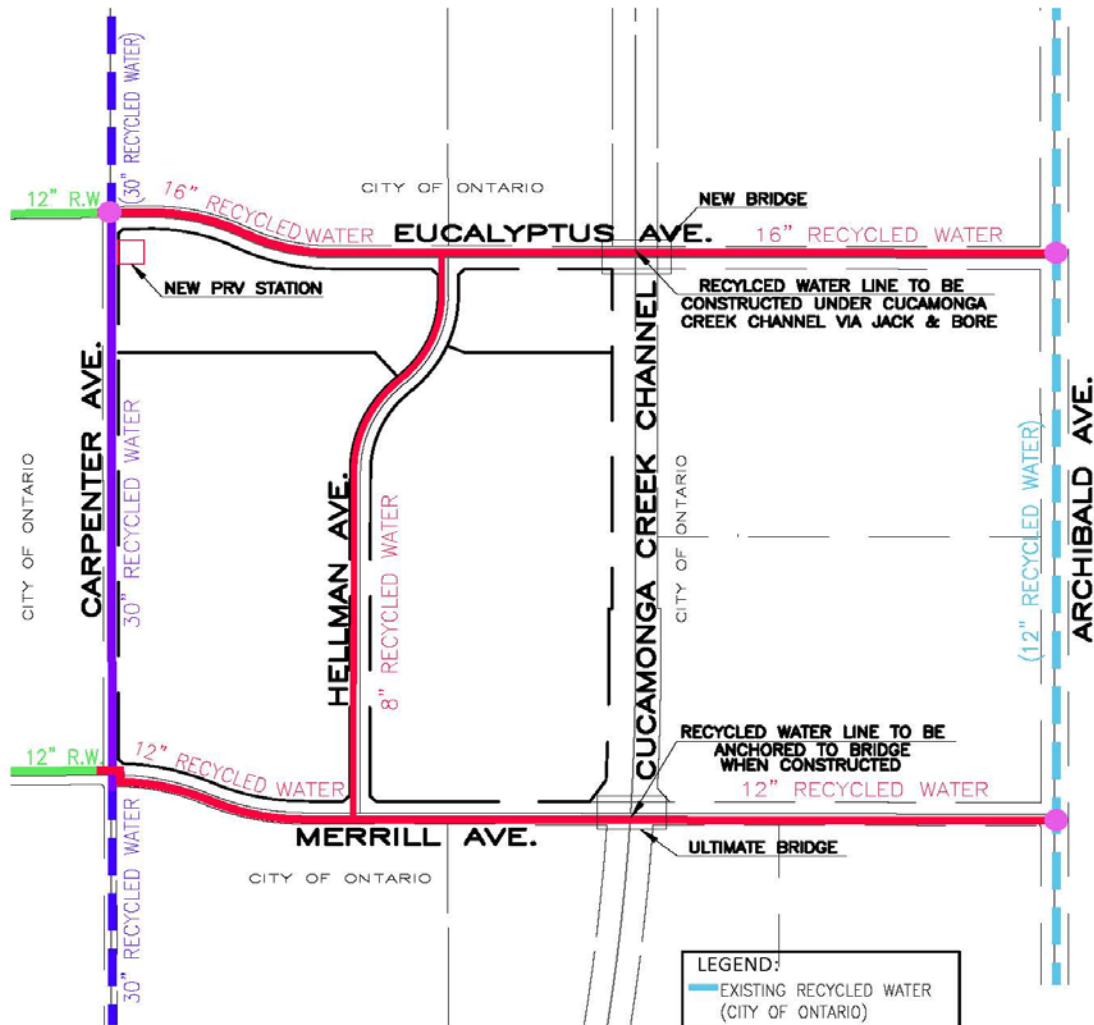 (30" RECYCLED WATER)
12" R.W.
16" RECYCLED WATER
CITY OF ONTARIO
NEW BRIDGE
EUCALYPTUS AVE.
16" RECYCLED WATER
NEW PRV STATION
RECYLCED WATER LINE TO BE
CONSTRUCTED UNDER CUCAMONGA
CREEK CHANNEL VIA JACK & BORE
CITY OF ONTARIO
CARPENTER AVE.
30" RECYCLED WATER
HELLMAN AVE.
8" RECYCLED WATER
CUCAMONGA CREEK CHANNEL
CITY OF ONTARIO
(12" RECYCLED WATER)
ARCHIBALD AVE.
12" R.W.
12" RECYCLED WATER
RECYCLED WATER LINE TO BE
ANCHORED TO BRIDGE
WHEN CONSTRUCTED
12" RECYCLED WATER
MERRILL AVE.
ULTIMATE BRIDGE
30" RECYCLED WATER
CITY OF ONTARIO
LEGEND:
EXISTING RECYCLED WATER
(CITY OF ONTARIO)